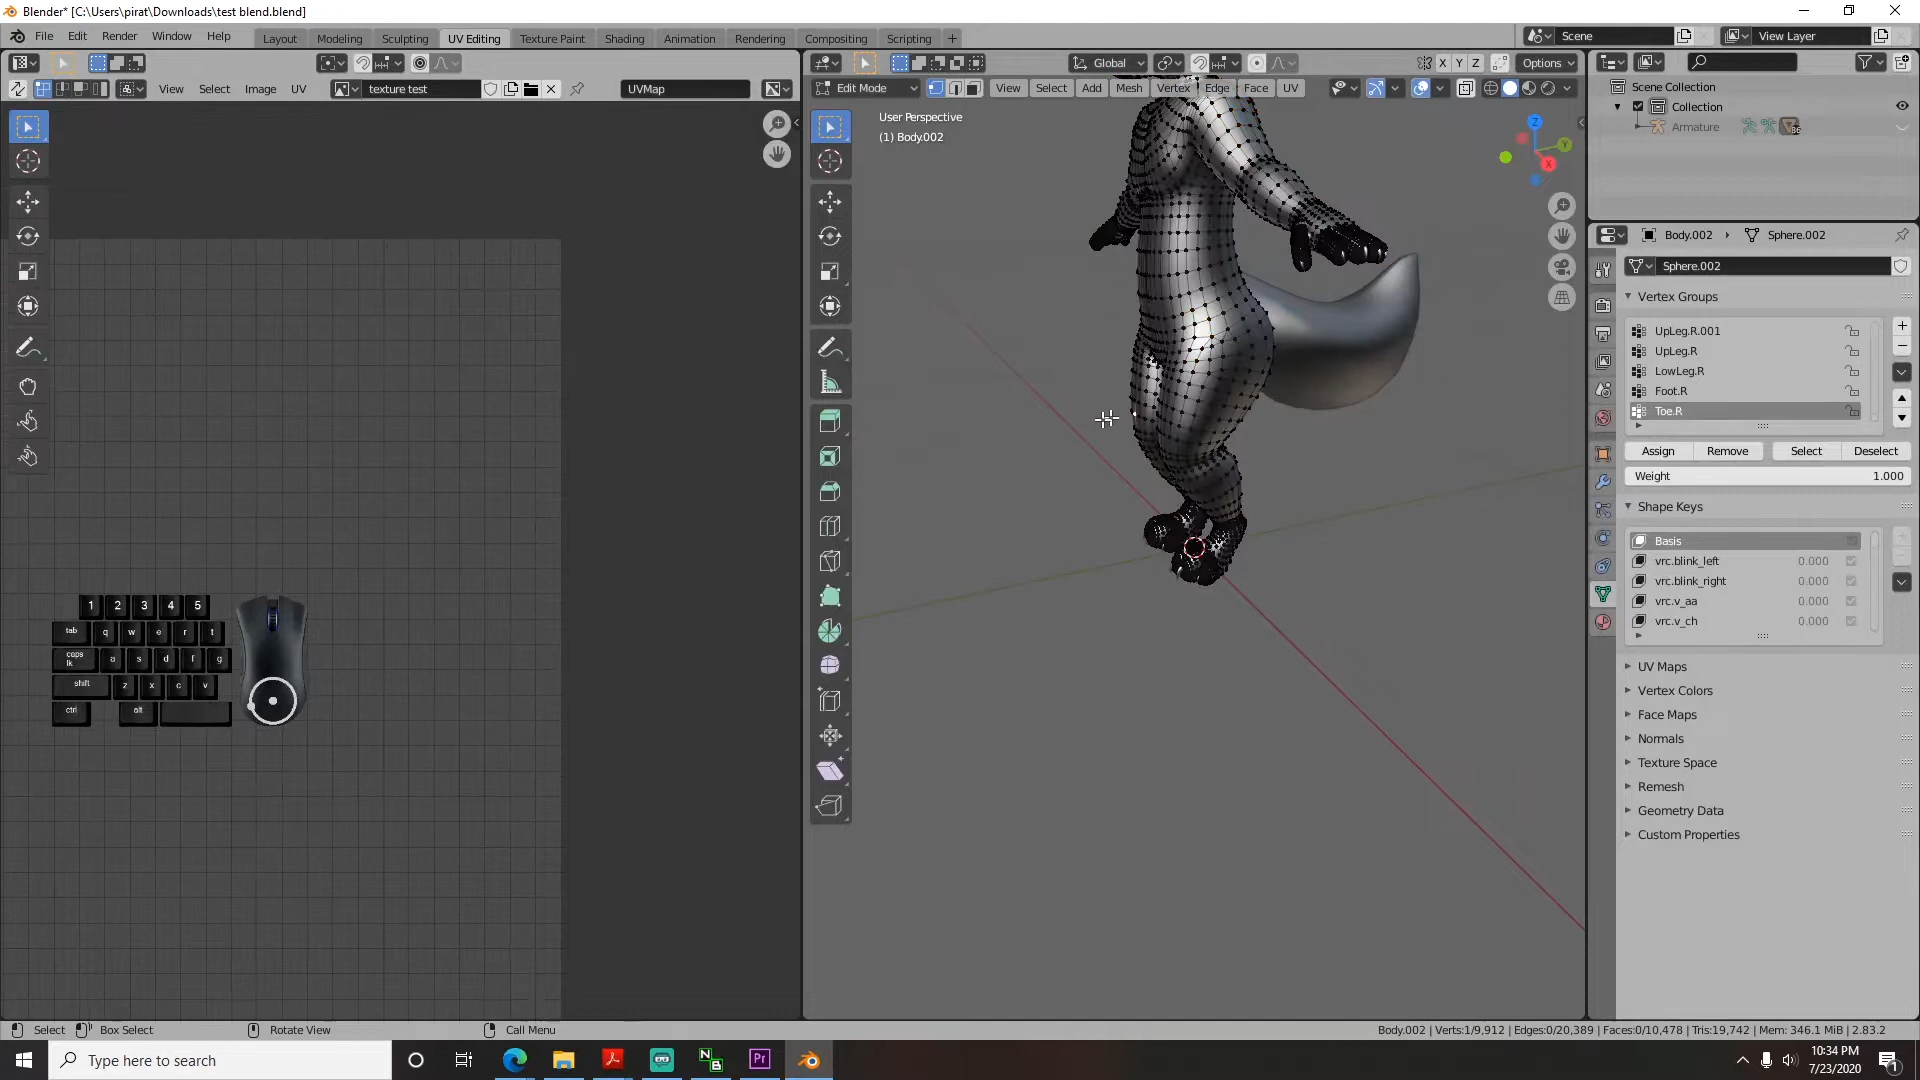 Blender* [C:\Users\pirat\Downloads\test blend.blend]
File Edit Render Window Help Layout Modeling Sculpting UV Editing Texture Paint Shading Animation Rendering Compositing Scripting + Scene View Layer
Global X Y Z Options
View Select Image UV texture test UVMap Edit Mode View Select Add Mesh Vertex Edge Face UV
Scene Collection
Collection
Armature 86
User Perspective
(1) Body.002
Z
Y
X
Body.002 › Sphere.002
Sphere.002
Vertex Groups
UpLeg.R.001
UpLeg.R
LowLeg.R
Foot.R
Toe.R
Assign Remove Select Deselect
Weight 1.000
Shape Keys
Basis
vrc.blink_left 0.000
vrc.blink_right 0.000
vrc.v_aa 0.000
vrc.v_ch 0.000
UV Maps
Vertex Colors
Face Maps
Normals
Texture Space
Remesh
Geometry Data
Custom Properties
1 2 3 4 5
tab q w e r t
caps lk a s d f g
shift z x c v
ctrl alt
Select Box Select Rotate View Call Menu Body.002 | Verts:1/9,912 | Edges:0/20,389 | Faces:0/10,478 | Tris:19,742 | Mem: 346.1 MiB | 2.83.2
Type here to search
N B
Pr
10:34 PM
7/23/2020
1